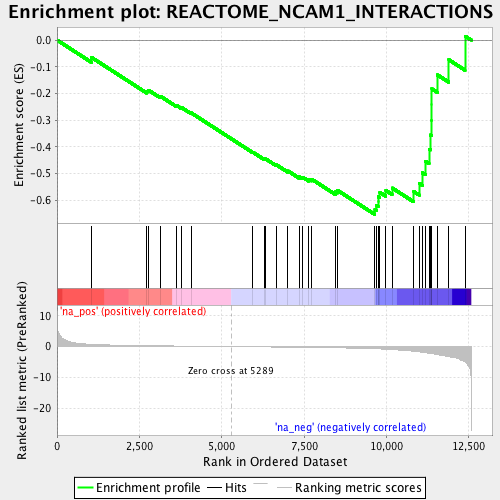 Enrichment plot: REACTOME_NCAM1_INTERACTIONS
Enrichment score (ES)
0.0
-0.1
-0.2
-0.3
-0.4
-0.5
-0.6
'na_pos' (positively correlated)
Ranked list metric (PreRanked)
10
0
-10
-20
Zero cross at 5289
'na_neg' (negatively correlated)
0
2,500
5,000
7,500
10,000
12,500
Rank in Ordered Dataset
Enrichment profile
Hits
Ranking metric scores